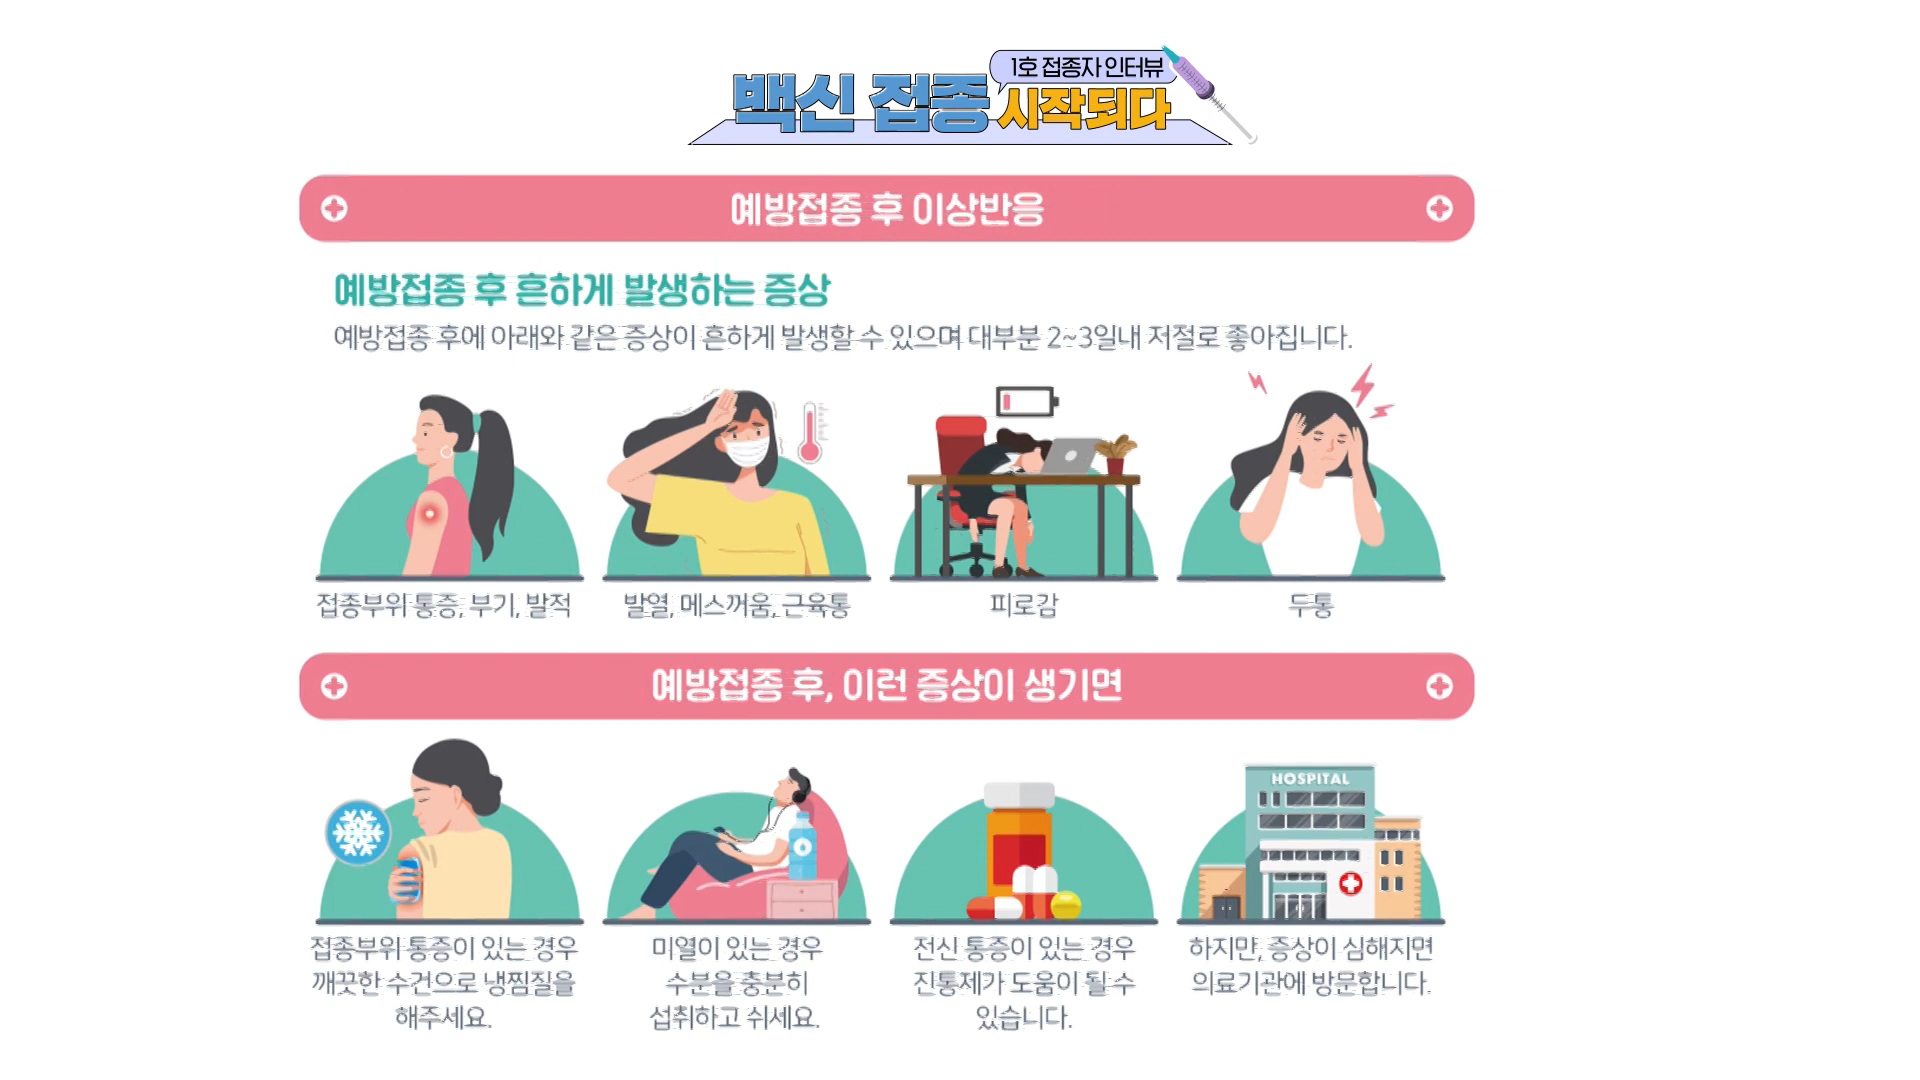 1호 접종자 인터뷰
백신 접종 시작되다
예방접종 후 이상반응
예방접종 후 흔하게 발생하는 증상
예방접종 후에 아래와 같은 증상이 흔하게 발생할 수 있으며 대부분 2~3일내 저절로 좋아집니다.
접종부위 통증, 부기, 발적
발열, 메스꺼움, 근육통
피로감
두통
예방접종 후, 이런 증상이 생기면
HOSPITAL
접종부위 통증이 있는 경우
깨끗한 수건으로 냉찜질을
해주세요.
미열이 있는 경우
수분을 충분히
섭취하고 쉬세요.
전신 통증이 있는 경우
진통제가 도움이 될 수
있습니다.
하지만, 증상이 심해지면
의료기관에 방문합니다.